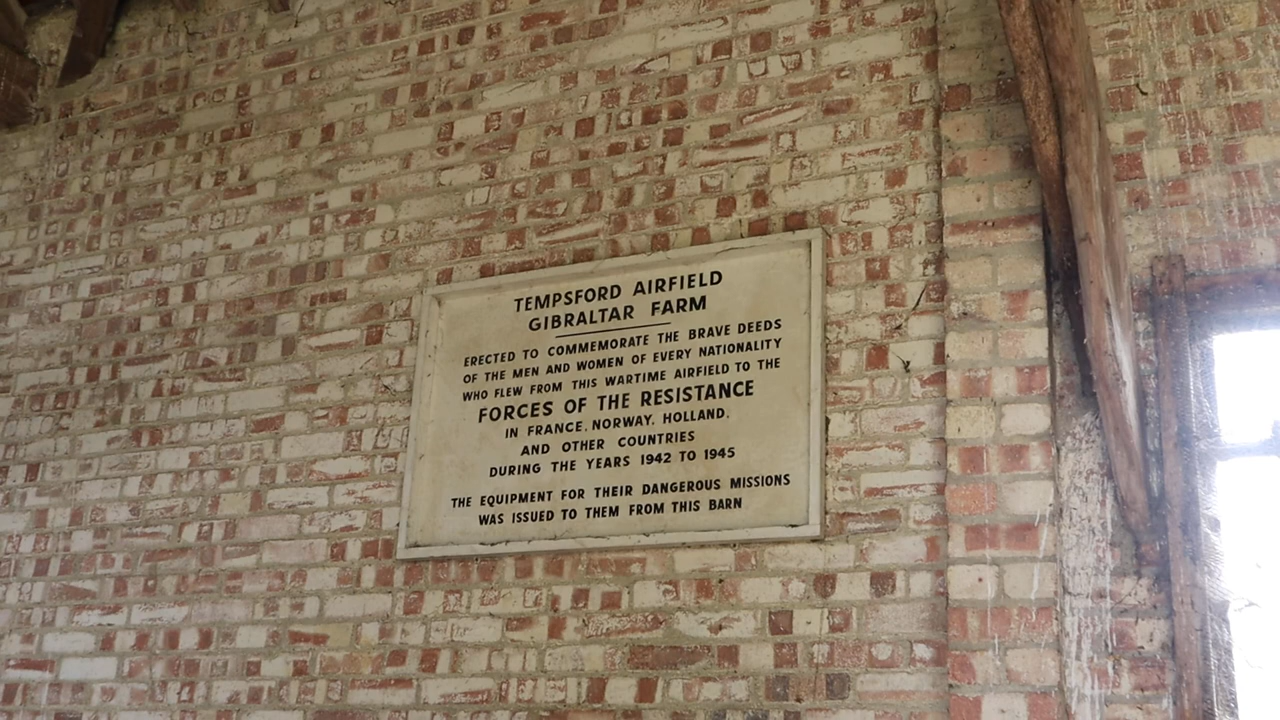 TEMPSFORD AIRFIELD
GIBRALTAR FARM
ERECTED TO COMMEMORATE THE BRAVE DEEDS
OF THE MEN AND WOMEN OF EVERY NATIONALITY
WHO FLEW FROM THIS WARTIME AIRFIELD TO THE
FORCES OF THE RESISTANCE
IN FRANCE, NORWAY, HOLLAND,
AND OTHER COUNTRIES
DURING THE YEARS 1942 TO 1945
THE EQUIPMENT FOR THEIR DANGEROUS MISSIONS
WAS ISSUED TO THEM FROM THIS BARN